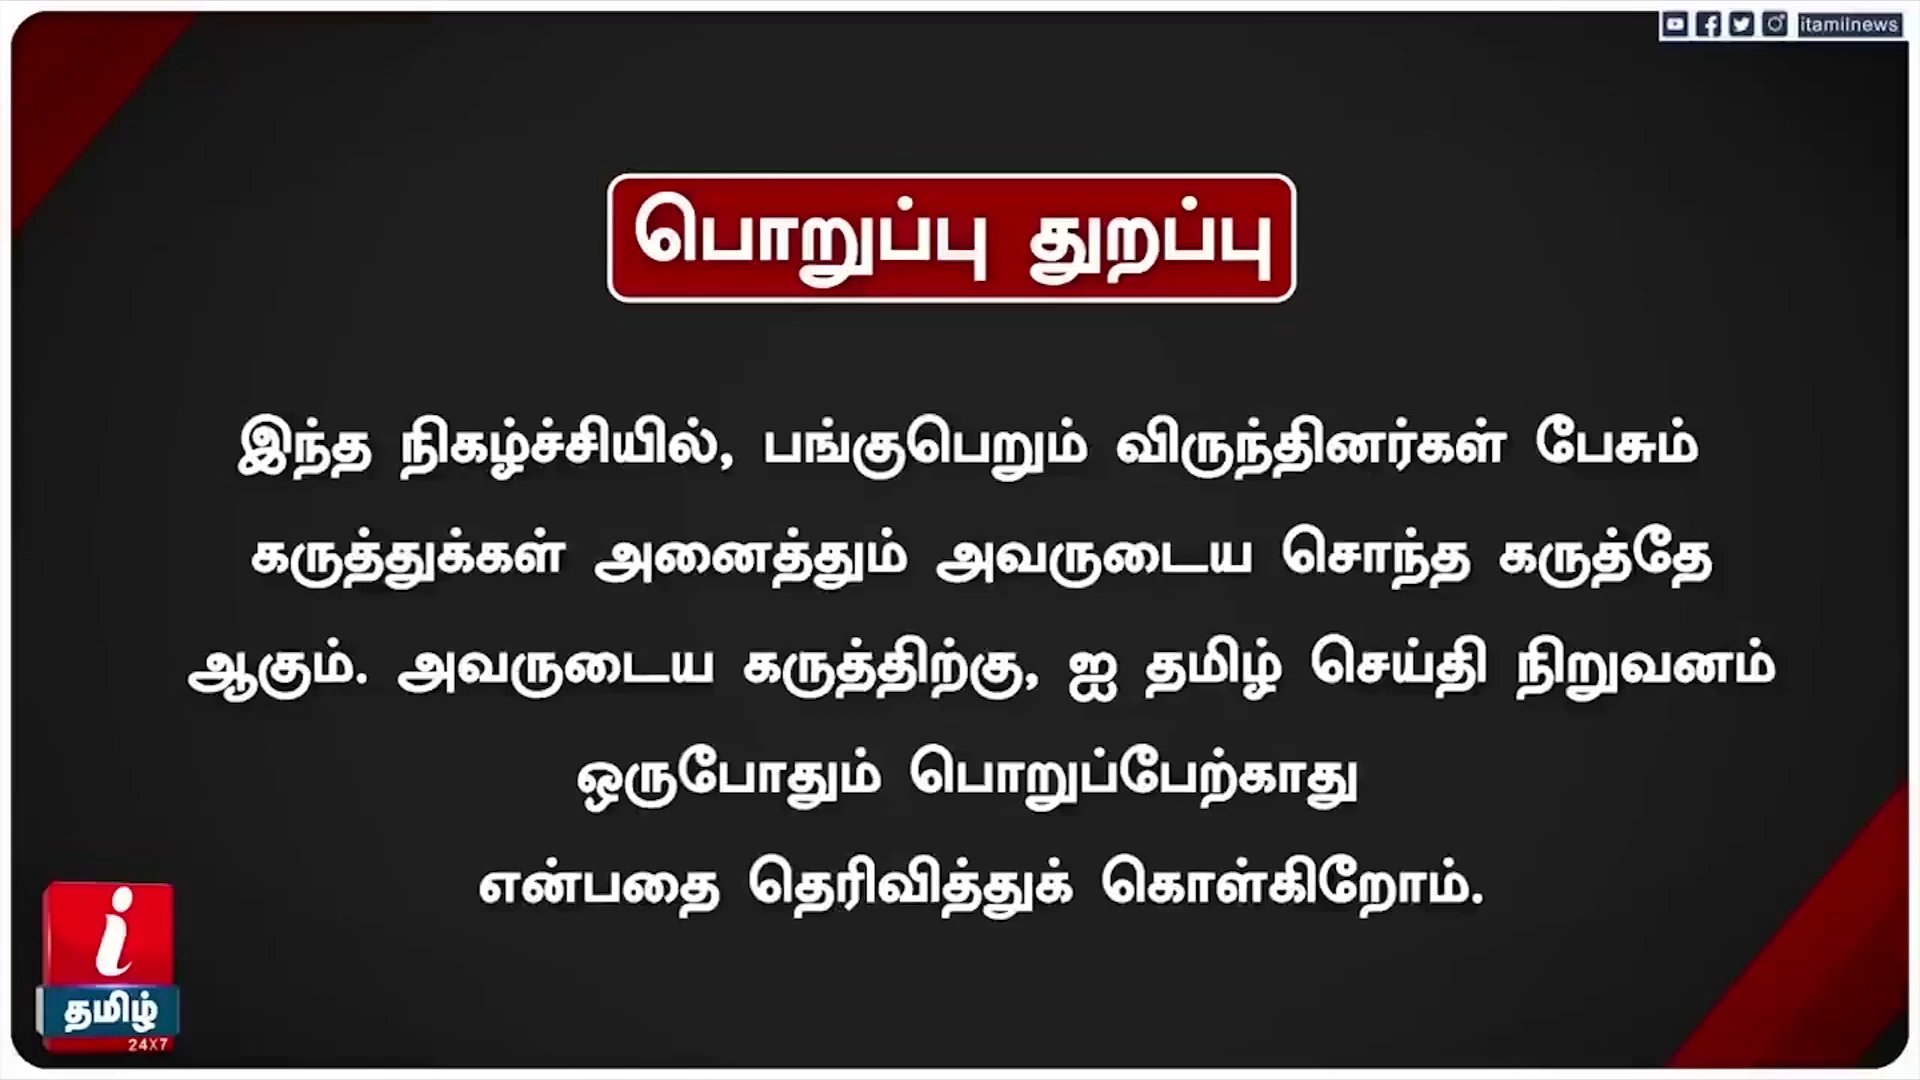 itamilnews
பொறுப்பு துறப்பு
இந்த நிகழ்ச்சியில், பங்குபெறும் விருந்தினர்கள் பேசும்
கருத்துக்கள் அனைத்தும் அவருடைய சொந்த கருத்தே
ஆகும். அவருடைய கருத்திற்கு, ஐ தமிழ் செய்தி நிறுவனம்
ஒருபோதும் பொறுப்பேற்காது
என்பதை தெரிவித்துக் கொள்கிறோம்.
i
தமிழ்
24X7